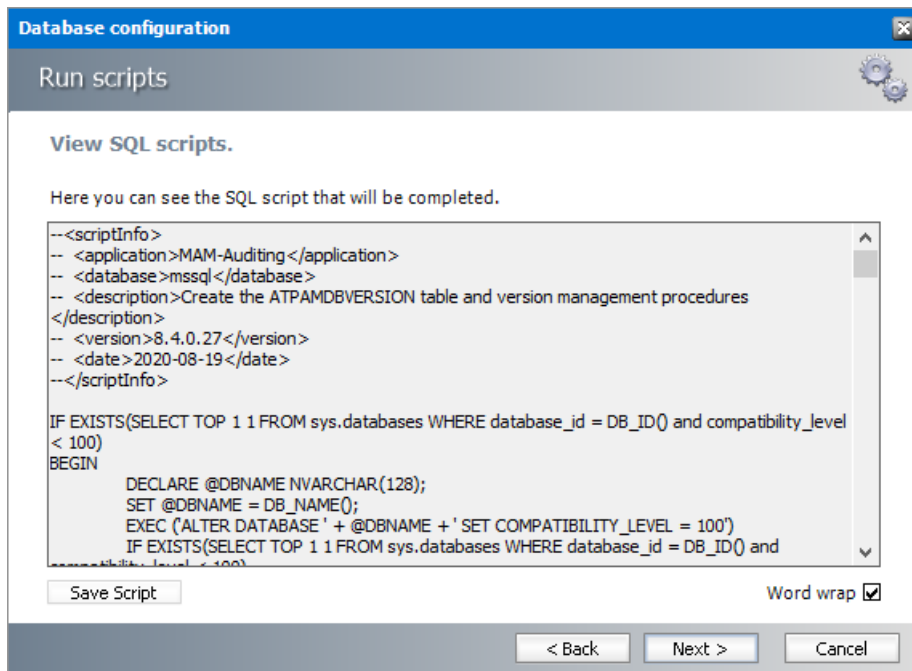 Database configuration
Run scripts
View SQL scripts.
Here you can see the SQL script that will be completed.
--<scriptInfo>
-- <application>MAM-Auditing</application>
-- <database>mssql</database>
-- <description>Create the ATPAMDBVERSION table and version management procedures
</description>
-- <version>8.4.0.27</version>
-- <date>2020-08-19</date>
--</scriptInfo>
IF EXISTS(SELECT TOP 1 1 FROM sys.databases WHERE database_id = DB_ID() and compatibility_level
< 100)
BEGIN
DECLARE @DBNAME NVARCHAR(128);
SET @DBNAME = DB_NAME();
EXEC ('ALTER DATABASE ' + @DBNAME + ' SET COMPATIBILITY_LEVEL = 100')
IF EXISTS(SELECT TOP 1 1 FROM sys.databases WHERE database_id = DB_ID() and
compatibility_level < 100)
Save Script
Word wrap
< Back
Next >
Cancel